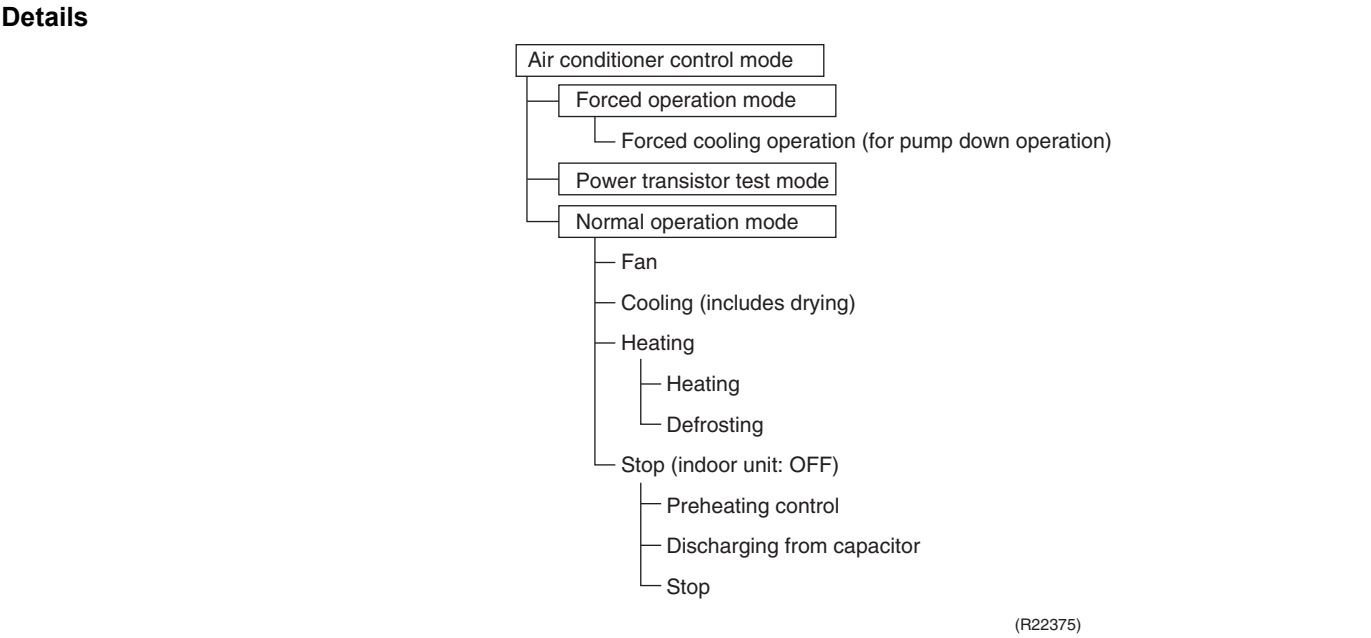 Details
Air conditioner control mode
Forced operation mode
Forced cooling operation (for pump down operation)
Power transistor test mode
Normal operation mode
Fan
Cooling (includes drying)
Heating
Heating
Defrosting
Stop (indoor unit: OFF)
Preheating control
Discharging from capacitor
Stop
(R22375)